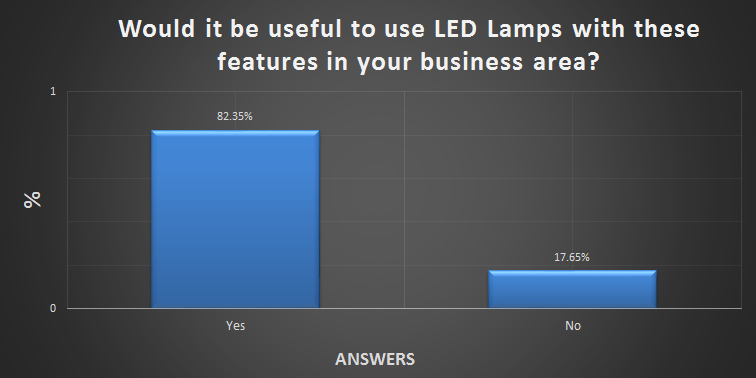 Would it be useful to use LED Lamps with these
features in your business area?
1
82.35%
%
17.65%
0
Yes
No
ANSWERS